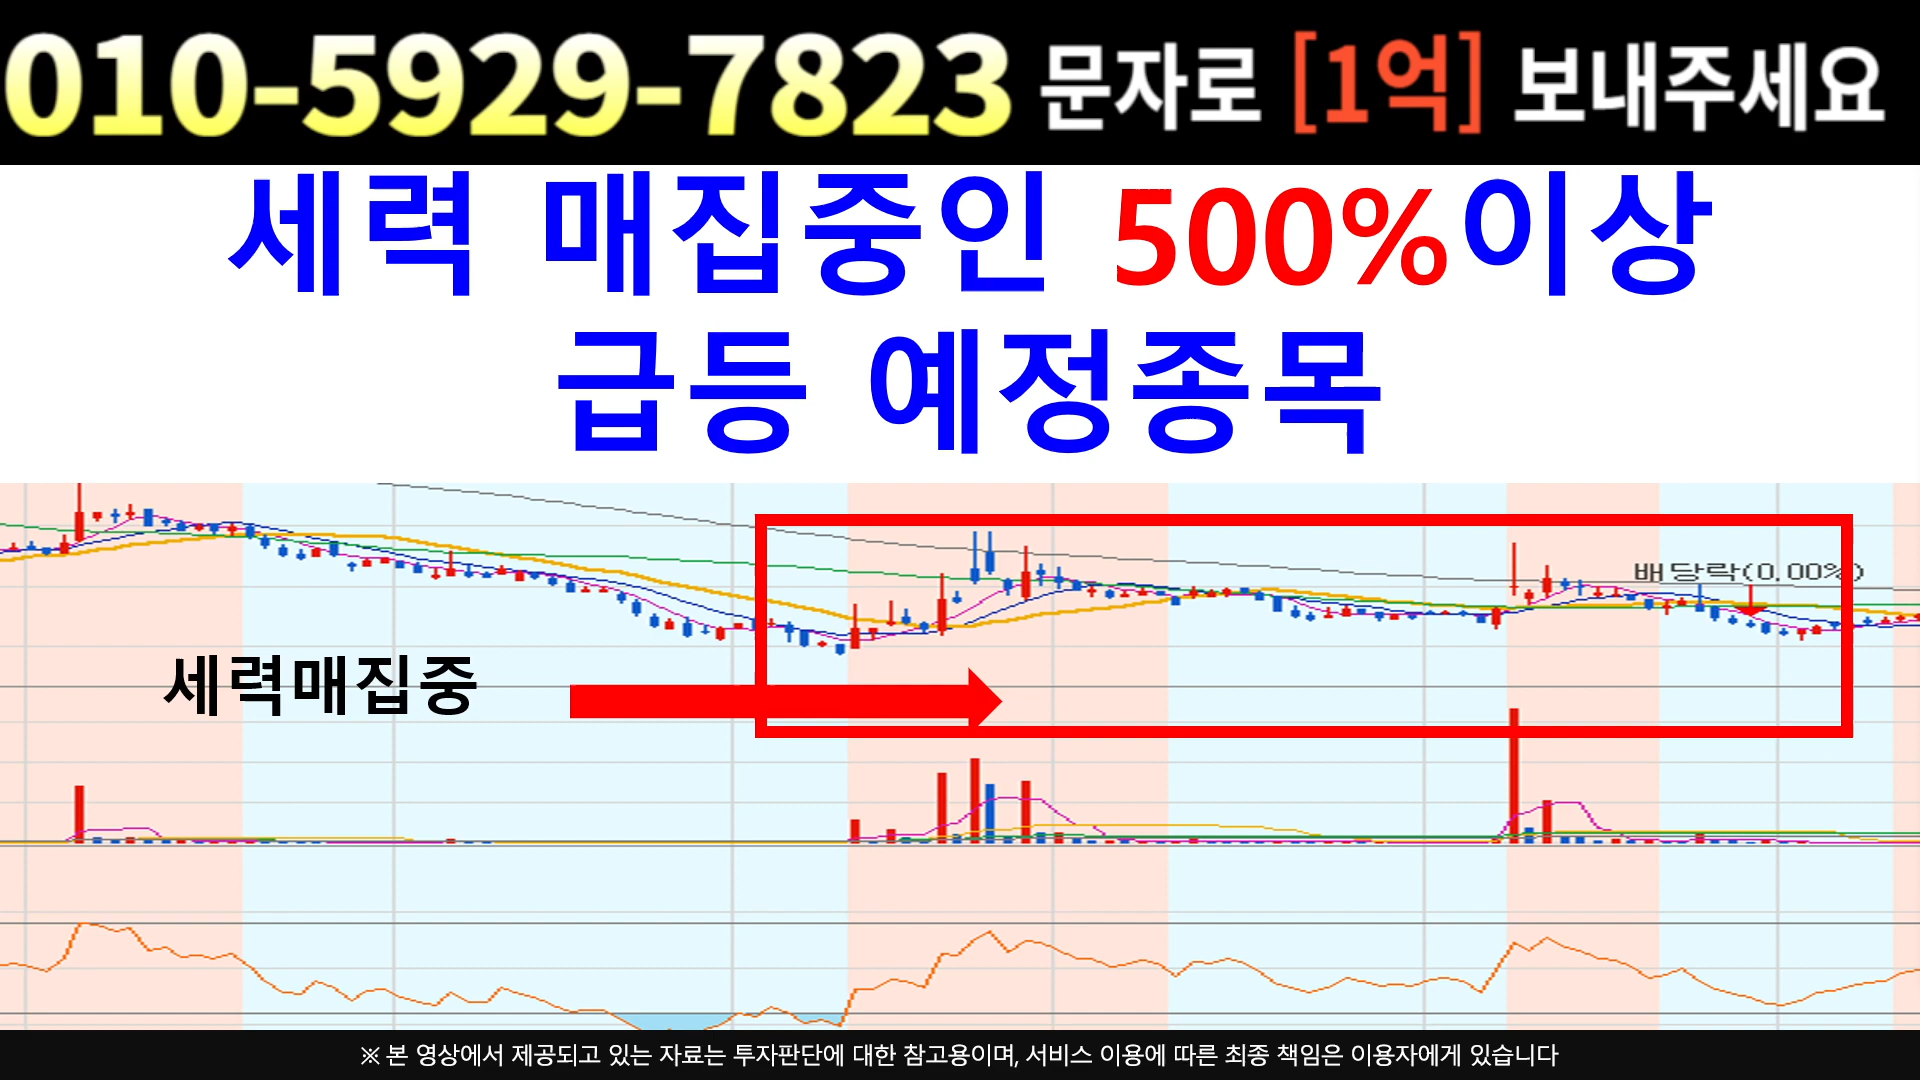 010-5929-7823 문자로 [1억] 보내주세요
세력 매집중인 500%이상
급등 예정종목
배당락(0.00%)
세력매집중
※ 본 영상에서 제공되고 있는 자료는 투자판단에 대한 참고용이며, 서비스 이용에 따른 최종 책임은 이용자에게 있습니다